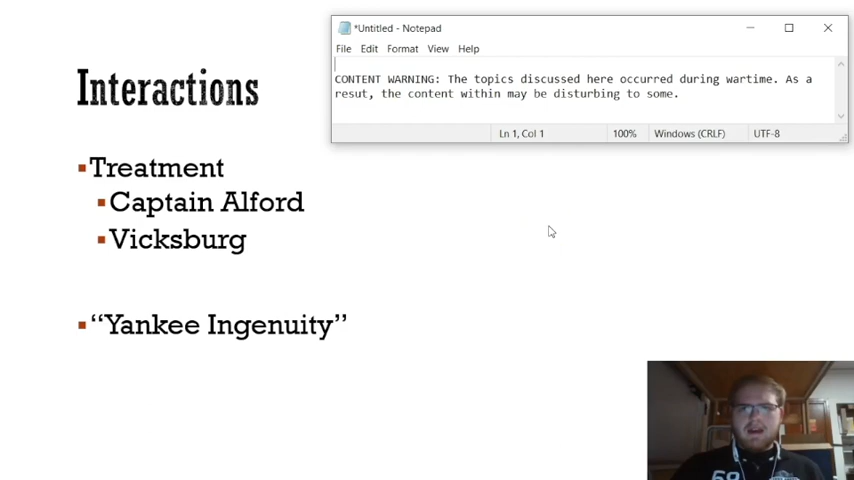 *Untitled - Notepad
File Edit Format View Help
CONTENT WARNING: The topics discussed here occurred during wartime. As a
resut, the content within may be disturbing to some.
Ln 1, Col 1 100% Windows (CRLF) UTF-8
Interactions
▪Treatment
▪Captain Alford
▪Vicksburg
▪“Yankee Ingenuity”
68